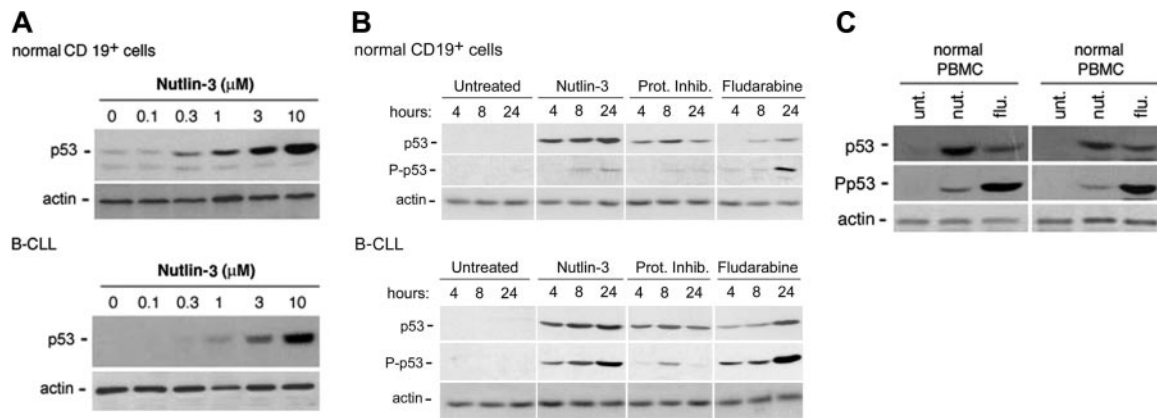 A
normal CD 19+ cells
Nutlin-3 (μM)
0 0.1 0.3 1 3 10
p53 -
actin -
B-CLL
Nutlin-3 (μM)
0 0.1 0.3 1 3 10
p53 -
actin -
B
normal CD19+ cells
Untreated Nutlin-3 Prot. Inhib. Fludarabine
hours: 4 8 24 4 8 24 4 8 24 4 8 24
p53 -
P-p53 -
actin -
B-CLL
Untreated Nutlin-3 Prot. Inhib. Fludarabine
hours: 4 8 24 4 8 24 4 8 24 4 8 24
p53 -
P-p53 -
actin -
C
normal PBMC normal PBMC
unt. nut. flu. unt. nut. flu.
p53 -
Pp53 -
actin -